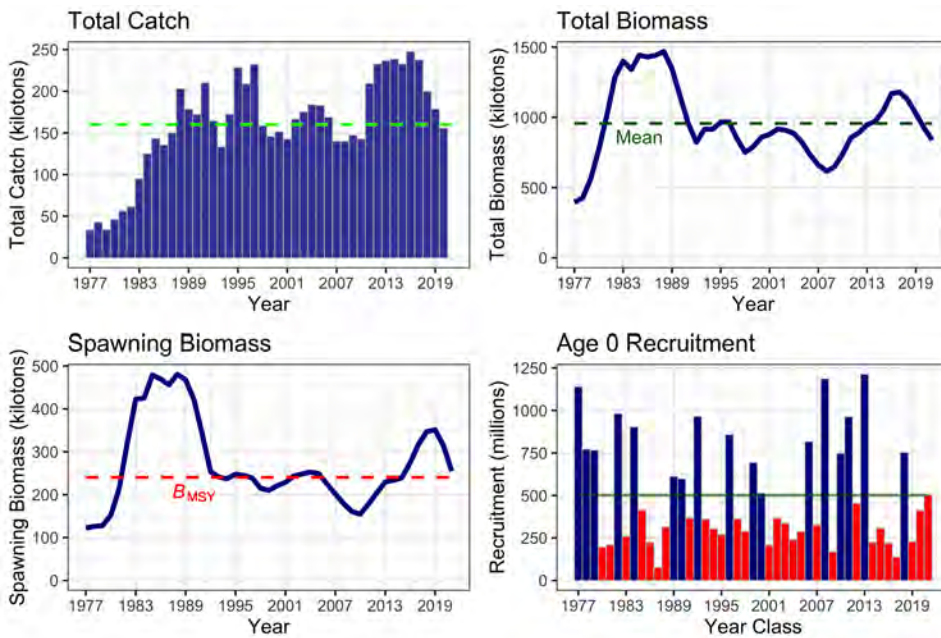 Total Catch
Total Catch (kilotons)
250
200
150
100
50
0
1977 1983 1989 1995 2001 2007 2013 2019
Year
Total Biomass
Total Biomass (kilotons)
1500
1000
500
0
Mean
1977 1983 1989 1995 2001 2007 2013 2019
Year
Spawning Biomass
Spawning Biomass (kilotons)
500
400
300
200
100
0
BMSY
1977 1983 1989 1995 2001 2007 2013 2019
Year
Age 0 Recruitment
Recruitment (millions)
1250
1000
750
500
250
0
1977 1983 1989 1995 2001 2007 2013 2019
Year Class